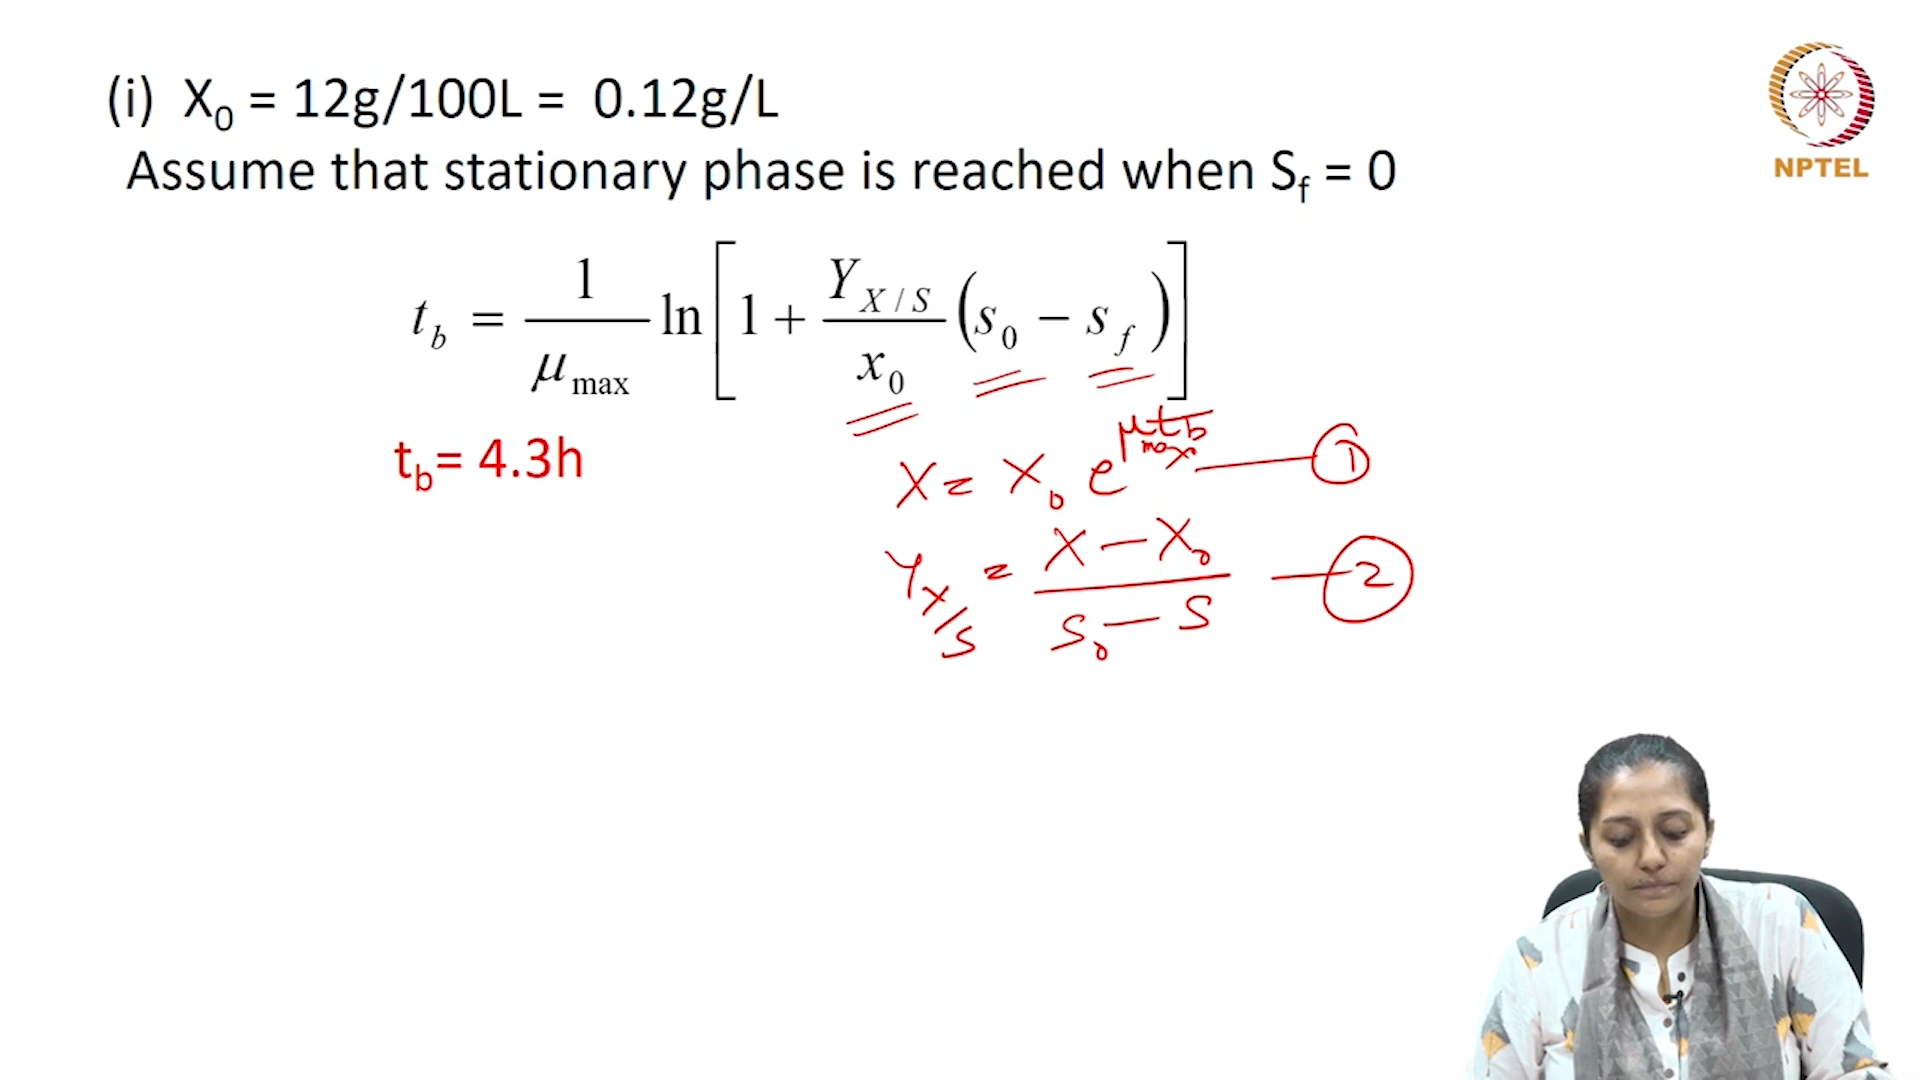 (i) X₀ = 12g/100L = 0.12g/L
NPTEL
Assume that stationary phase is reached when S_f = 0
t_b = 1/μ_max ln[1 + Y_X/S / x₀ (s₀ − s_f)]
t_b= 4.3h
X = X₀ e^(μ_max t_b) — ①
Y_X/S = (X − X₀)/(S₀ − S) — ②